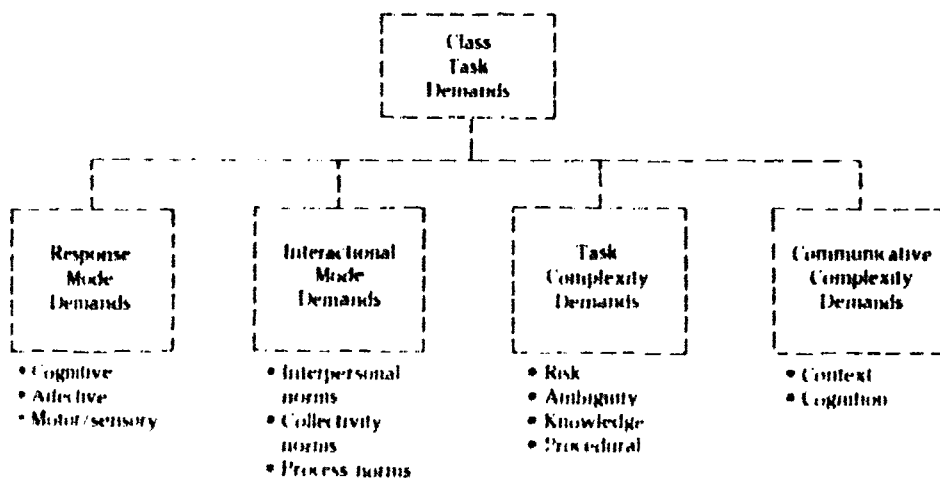 Class
Task
Demands
Response
Mode
Demands
• Cognitive
• Affective
• Motor/sensory
Interactional
Mode
Demands
• Interpersonal
norms
• Collectivity
norms
• Process norms
Task
Complexity
Demands
• Risk
• Ambiguity
• Knowledge
• Procedural
Communicative
Complexity
Demands
• Context
• Cognition